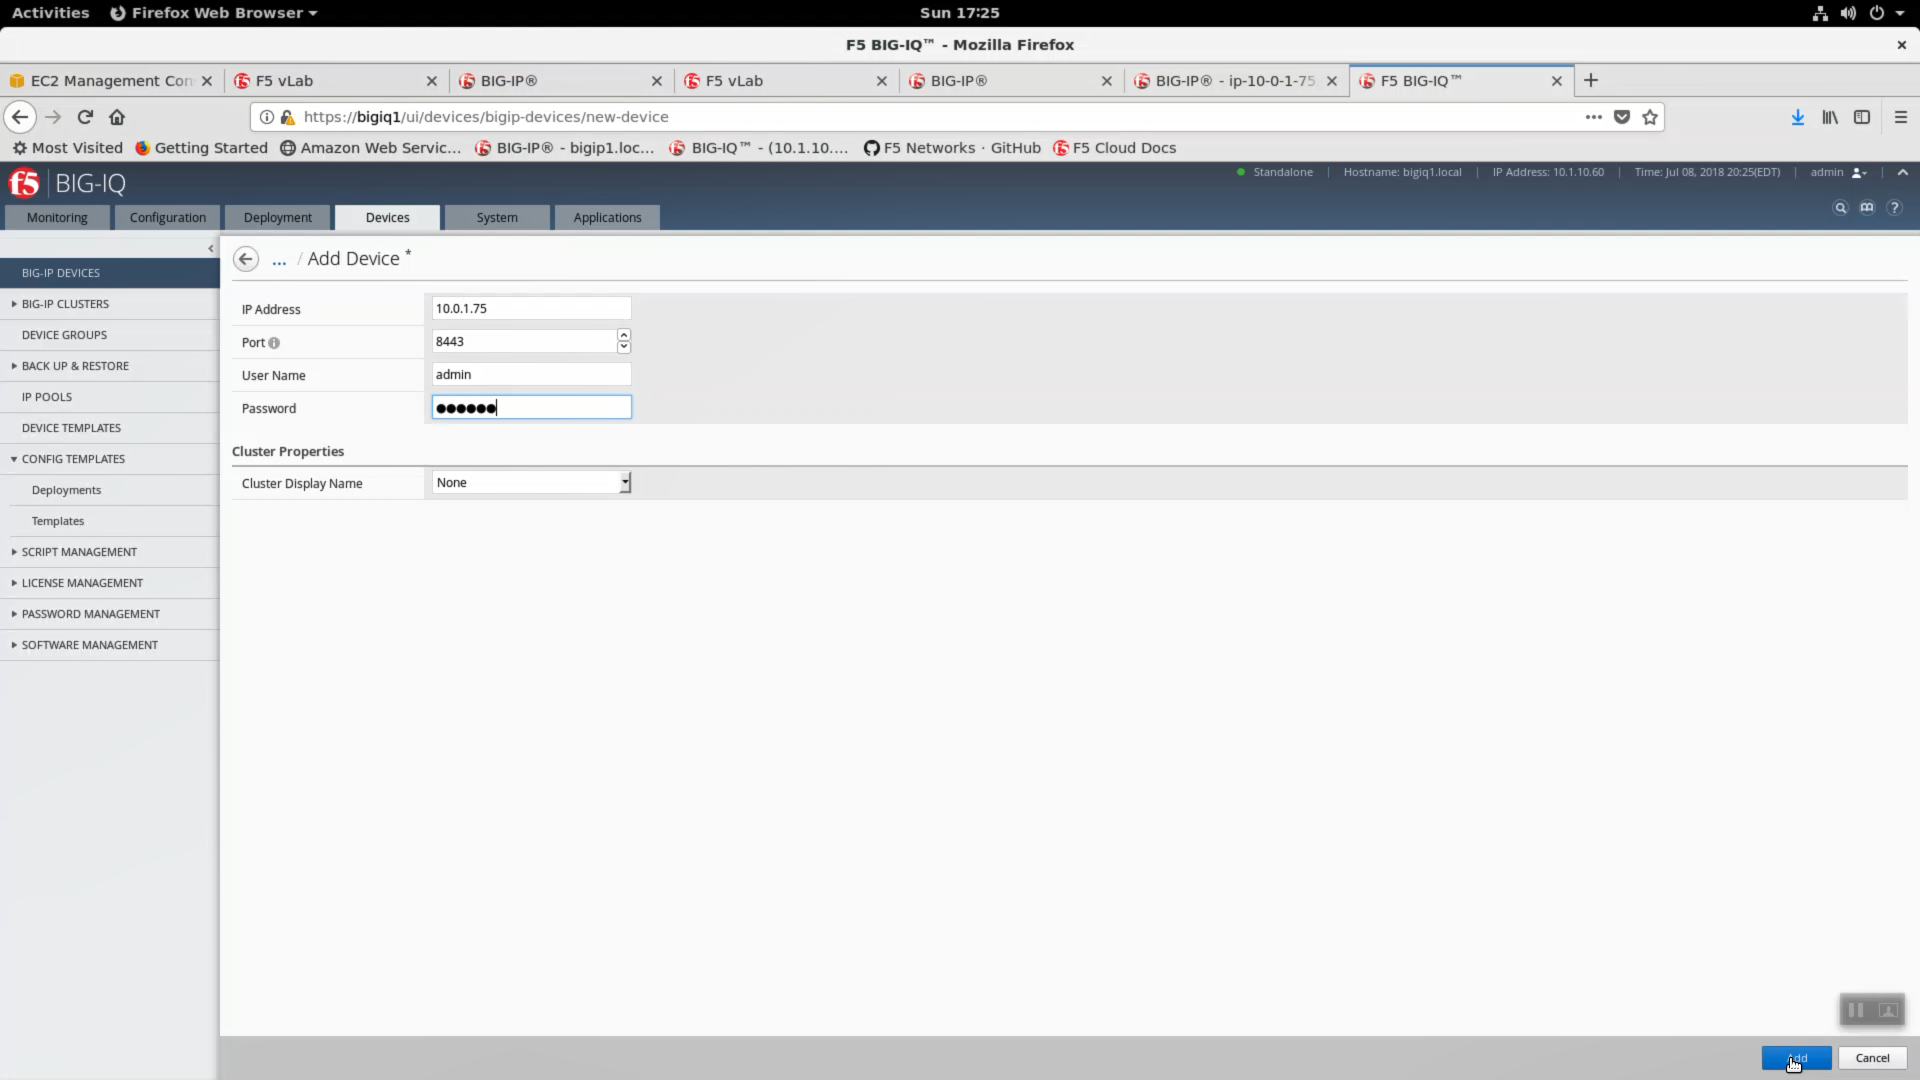 Activities Firefox Web Browser Sun 17:25
F5 BIG-IQ™ - Mozilla Firefox
EC2 Management Con F5 vLab BIG-IP® F5 vLab BIG-IP® BIG-IP® - ip-10-0-1-75 F5 BIG-IQ™
https://bigiq1/ui/devices/bigip-devices/new-device
Most Visited Getting Started Amazon Web Servic... BIG-IP® - bigip1.loc... BIG-IQ™ - (10.1.10.... F5 Networks · GitHub F5 Cloud Docs
f5 BIG-IQ Standalone Hostname: bigiq1.local IP Address: 10.1.10.60 Time: Jul 08, 2018 20:25(EDT) admin
Monitoring Configuration Deployment Devices System Applications
... / Add Device *
BIG-IP DEVICES
BIG-IP CLUSTERS
DEVICE GROUPS
BACK UP & RESTORE
IP POOLS
DEVICE TEMPLATES
CONFIG TEMPLATES
Deployments
Templates
SCRIPT MANAGEMENT
LICENSE MANAGEMENT
PASSWORD MANAGEMENT
SOFTWARE MANAGEMENT
IP Address 10.0.1.75
Port 8443
User Name admin
Password ●●●●●●
Cluster Properties
Cluster Display Name None
Add Cancel